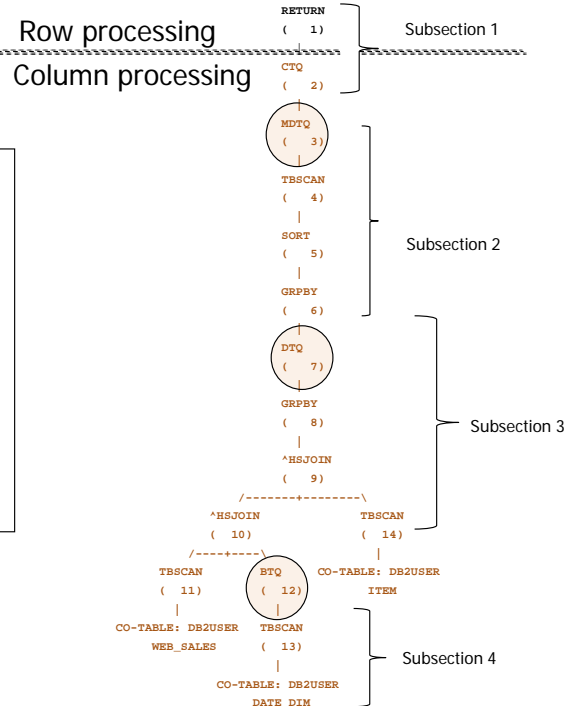 RETURN
Row processing
( 1)
Subsection 1
|
Column processing
CTQ
( 2)
|
MDTQ
( 3)
|
TBSCAN
( 4)
|
SORT
Subsection 2
( 5)
|
GRPBY
( 6)
|
DTQ
( 7)
|
GRPBY
( 8)
Subsection 3
|
^HSJOIN
( 9)
/-------+--------\
^HSJOIN TBSCAN
( 10) ( 14)
/----+----\ |
TBSCAN BTQ CO-TABLE: DB2USER
( 11) ( 12) ITEM
| |
CO-TABLE: DB2USER TBSCAN
WEB_SALES ( 13)
Subsection 4
|
CO-TABLE: DB2USER
DATE DIM